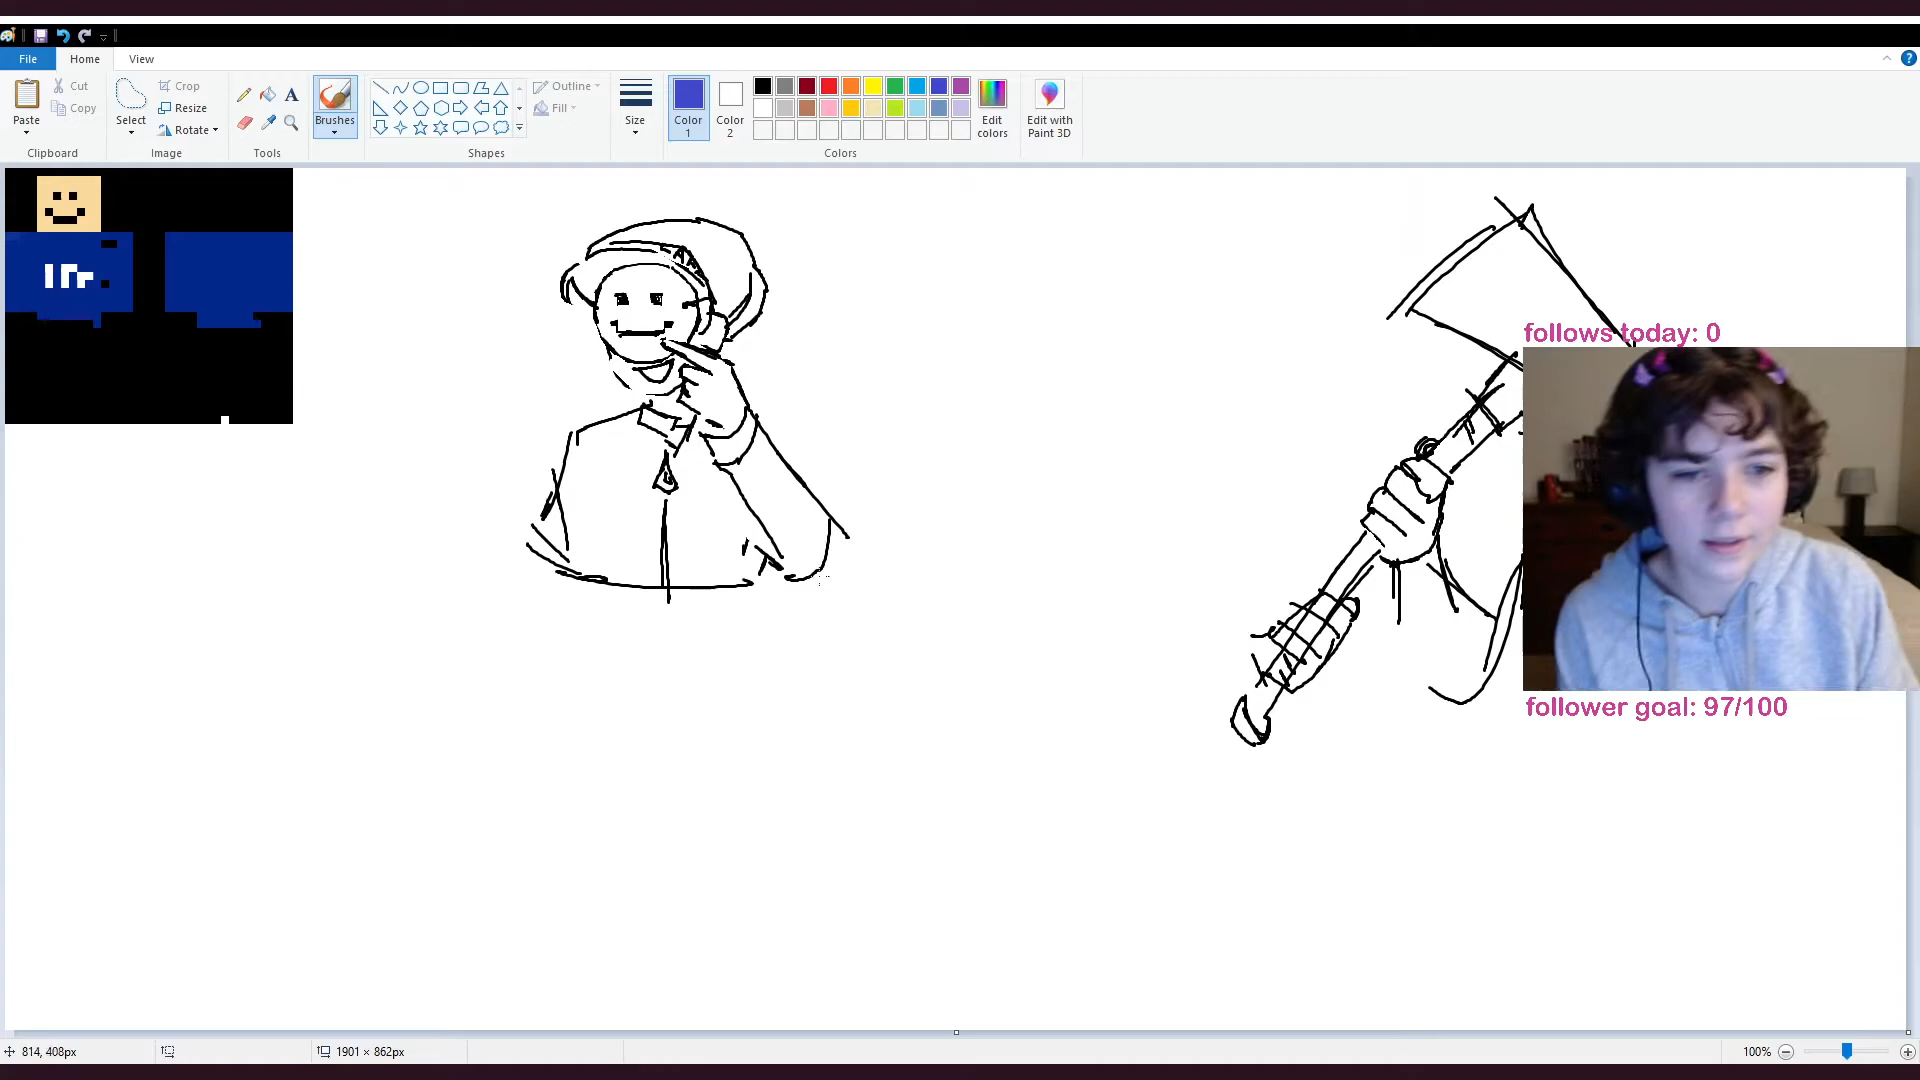 File Home View
Cut
Copy
Paste
Clipboard
Select
Crop
Resize
Rotate
Image
Tools
Brushes
Outline
Fill
Shapes
Size
Color 1
Color 2
Edit colors
Colors
Edit with Paint 3D
follows today: 0
follower goal: 97/100
814, 408px
1901 × 862px
100%